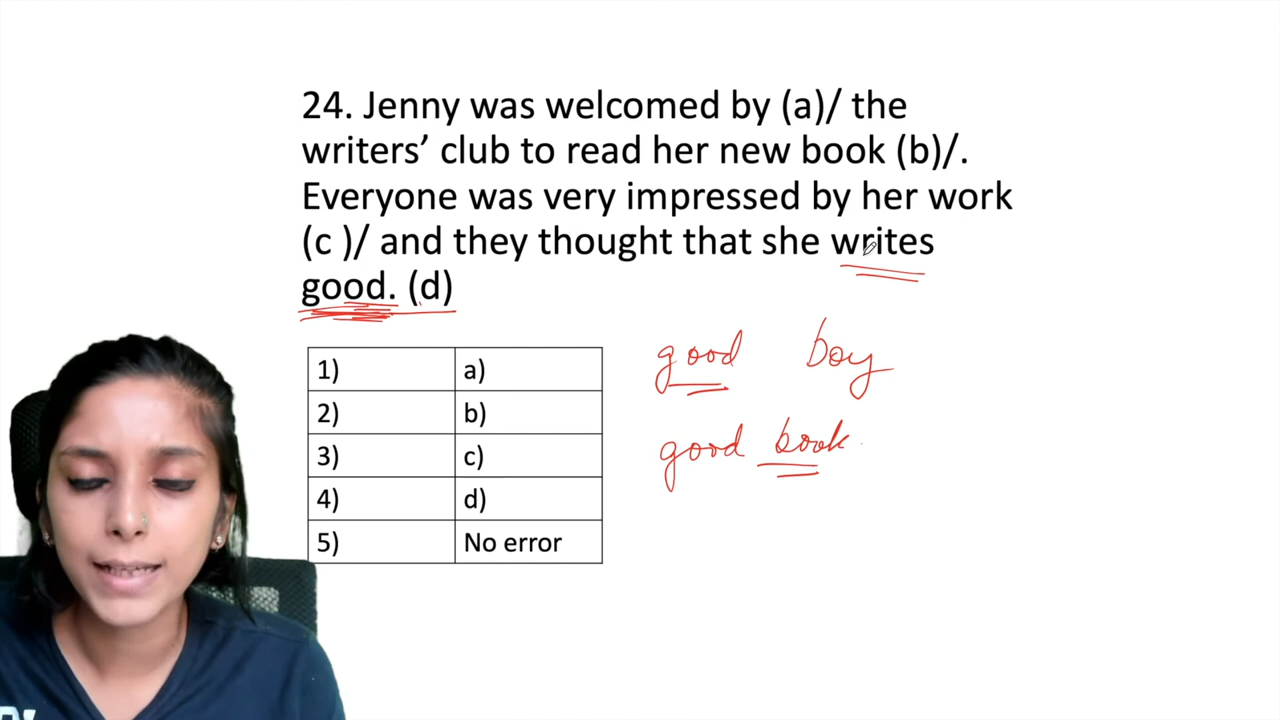 24. Jenny was welcomed by (a)/ the
writers’ club to read her new book (b)/.
Everyone was very impressed by her work
(c )/ and they thought that she writes
good. (d)
1) a)
2) b)
3) c)
4) d)
5) No error
good boy
good book.